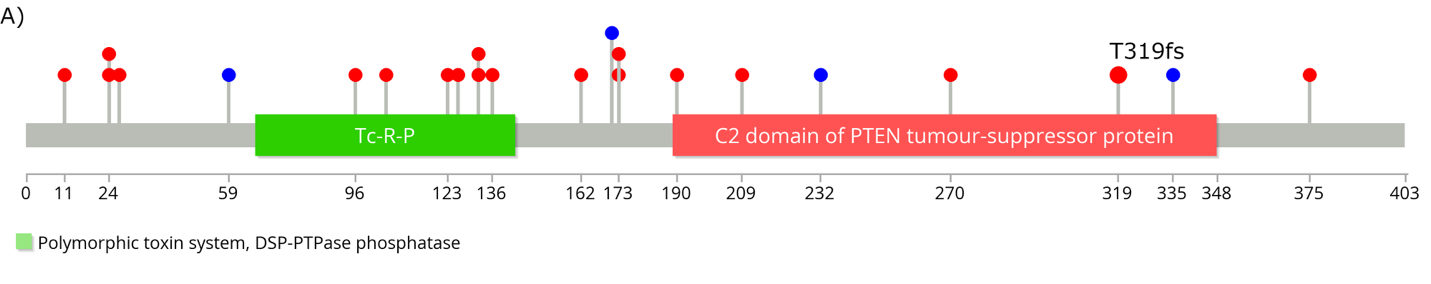 A)
T319fs
Tc-R-P
C2 domain of PTEN tumour-suppressor protein
0 11 24 59 96 123 136 162 173 190 209 232 270 319 335 348 375 403
Polymorphic toxin system, DSP-PTPase phosphatase